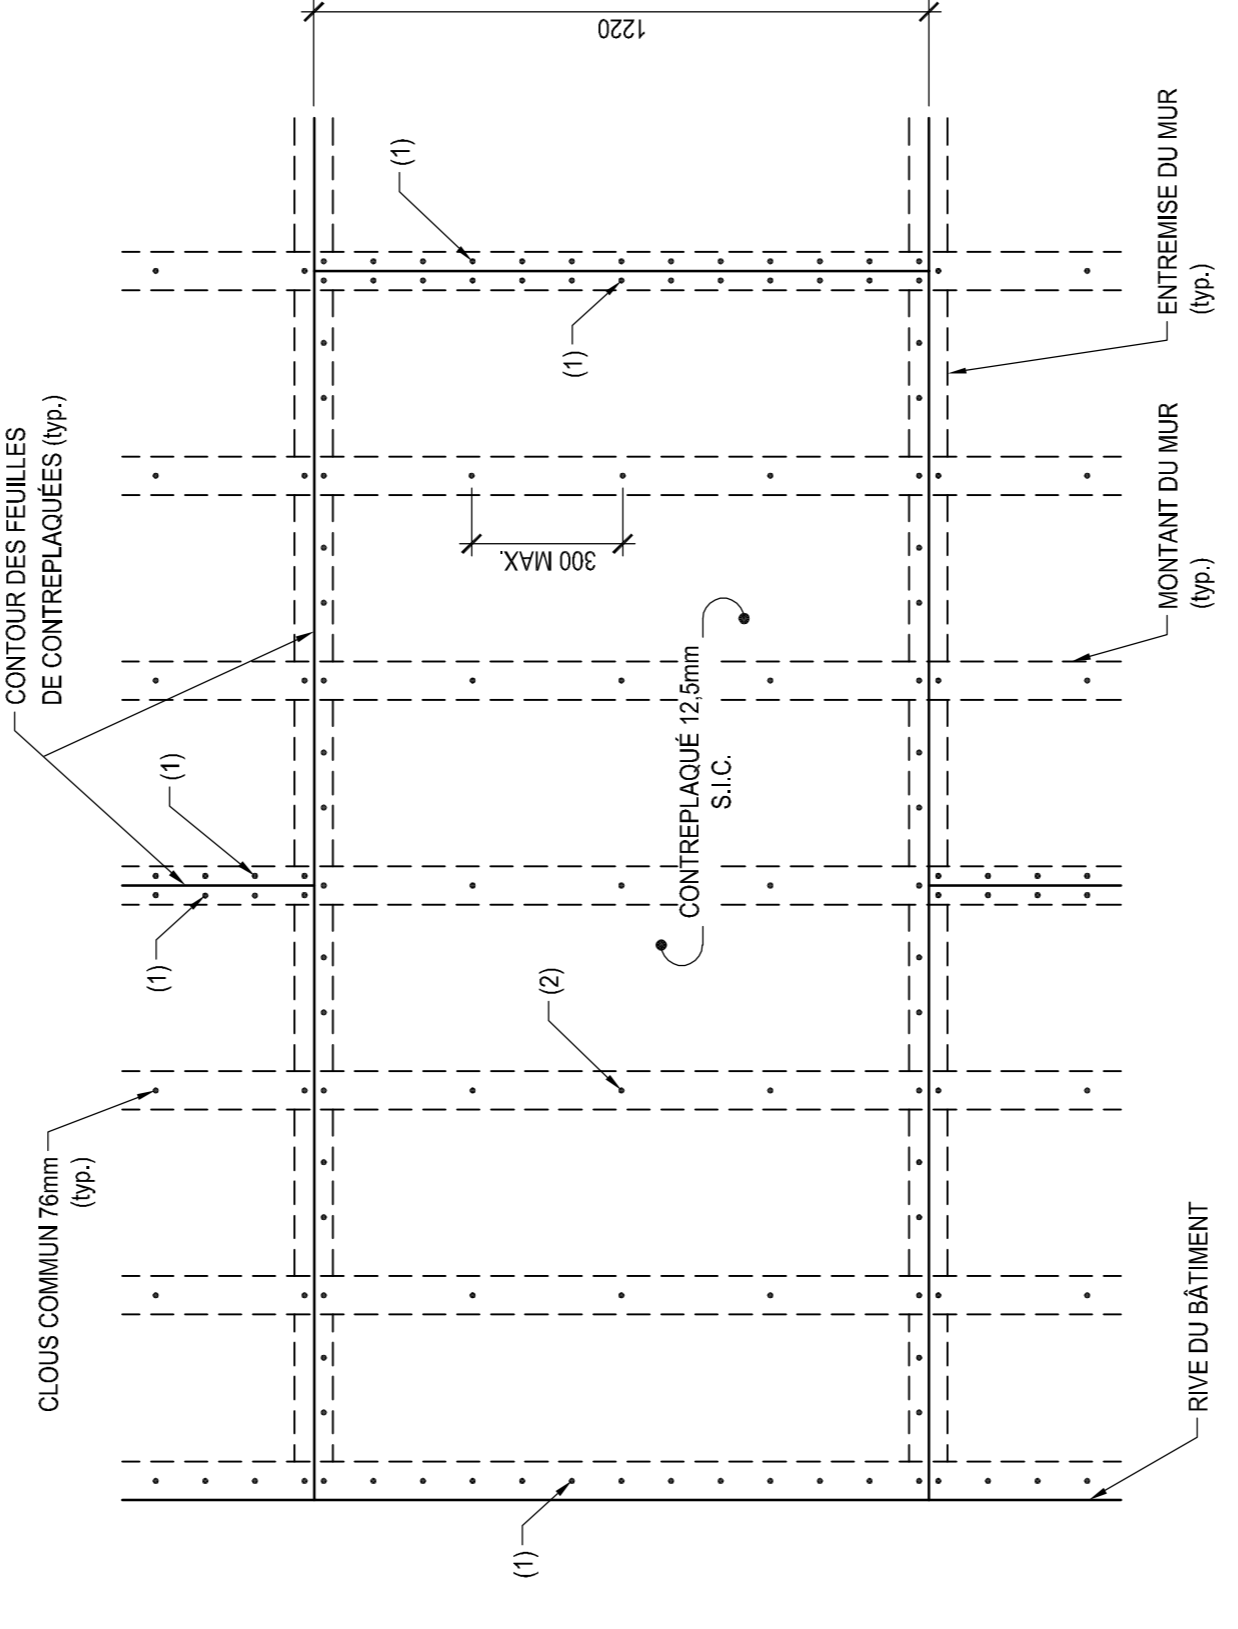 CONTOUR DES FEUILLES
DE CONTREPLAQUÉES (typ.)
CLOUS COMMUN 76mm
(typ.)
(1)
(1)
(1)
(1)
(1)
(2)
1220
300 MAX.
CONTREPLAQUÉ 12,5mm
S.I.C.
MONTANT DU MUR
(typ.)
ENTREMISE DU MUR
(typ.)
RIVE DU BÂTIMENT